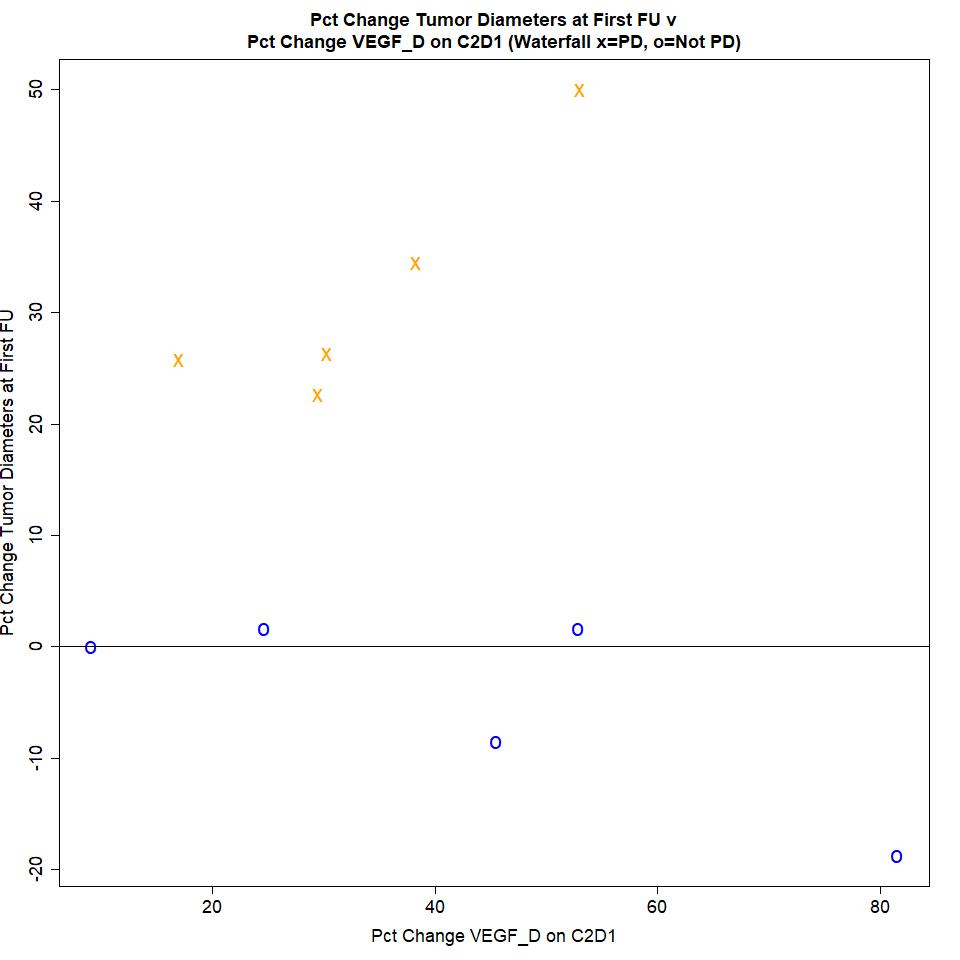 Pct Change Tumor Diameters at First FU v
Pct Change VEGF_D on C2D1 (Waterfall x=PD, o=Not PD)
Pct Change Tumor Diameters at First FU
50
40
30
20
10
0
-10
-20
X
X
X
X
X
O
O
O
O
O
20 40 60 80
Pct Change VEGF_D on C2D1